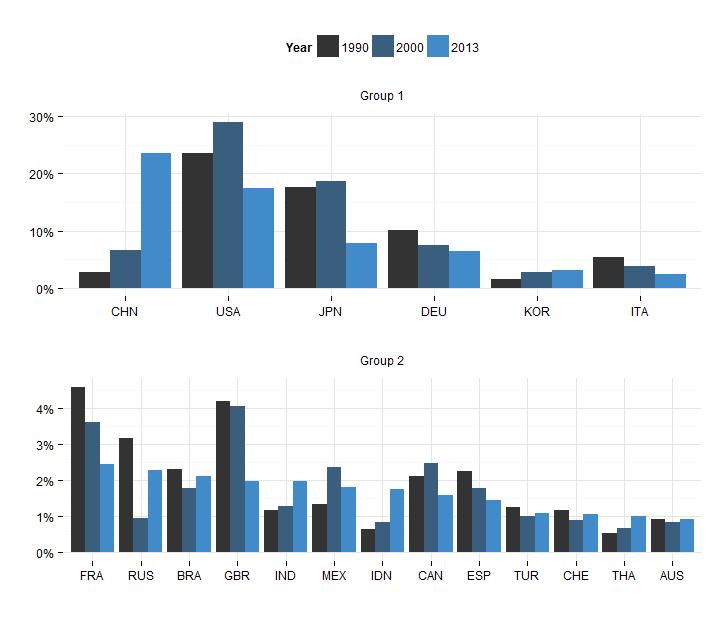 Year 1990 2000 2013
Group 1
30%
20%
10%
0%
CHN USA JPN DEU KOR ITA
Group 2
4%
3%
2%
1%
0%
FRA RUS BRA GBR IND MEX IDN CAN ESP TUR CHE THA AUS